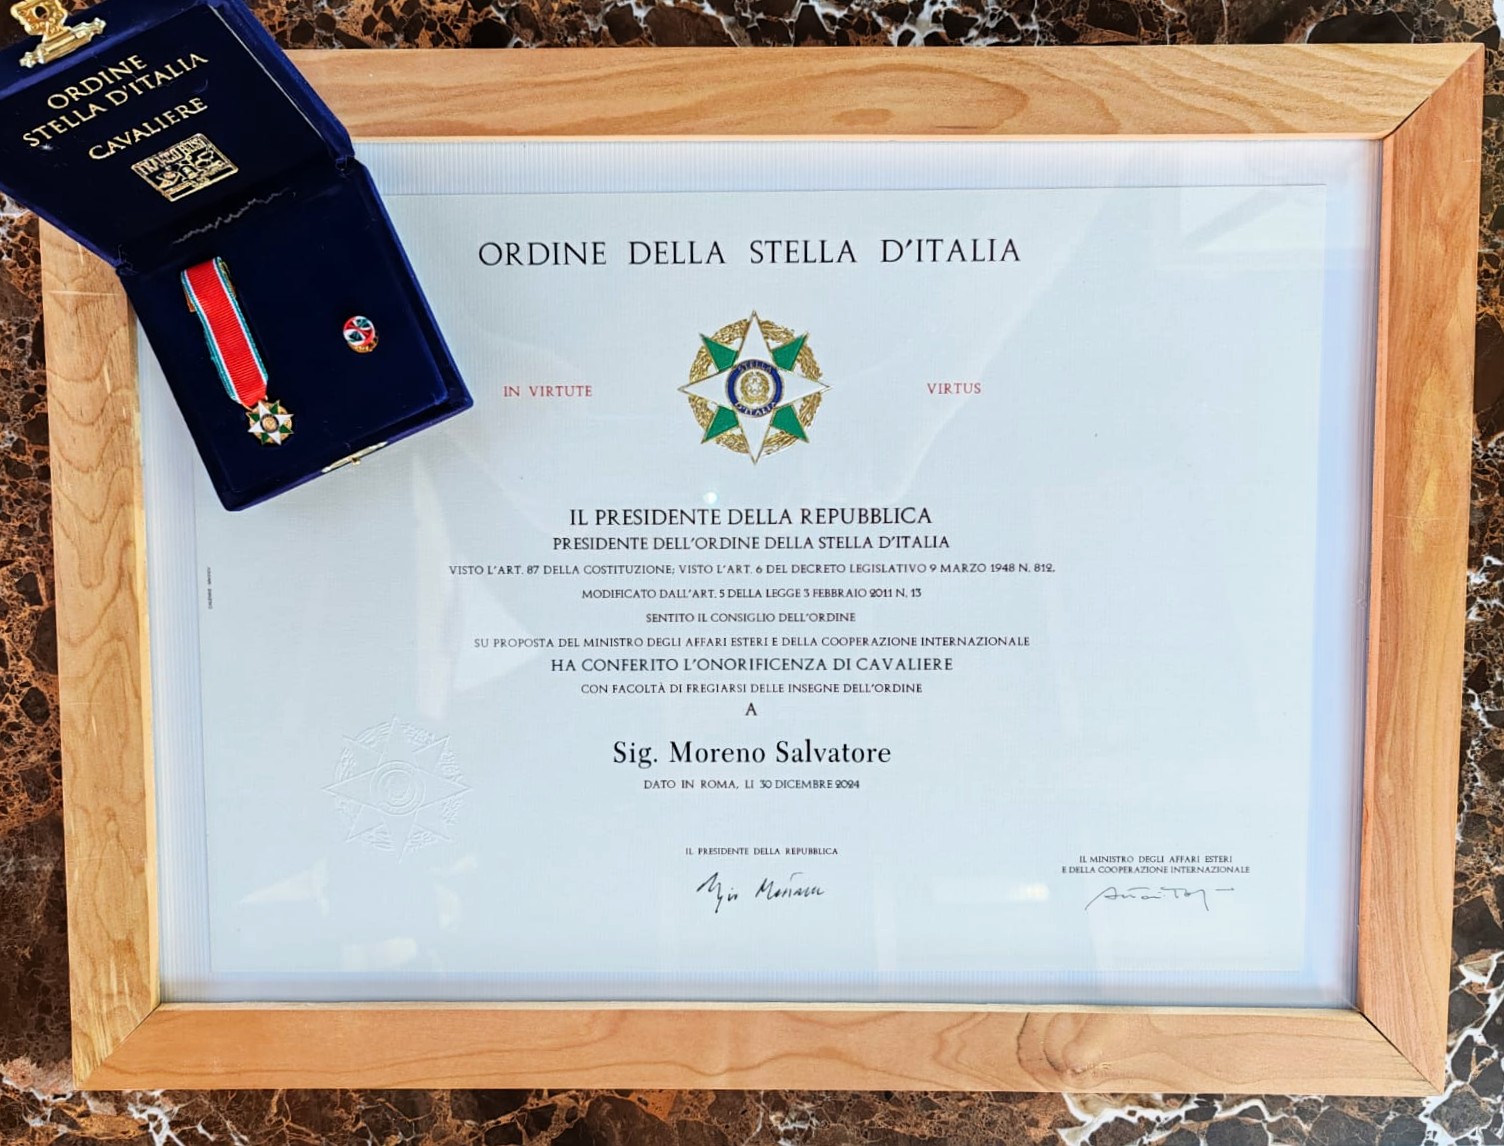 ORDINE
STELLA D'ITALIA
CAVALIERE
ORDINE DELLA STELLA D'ITALIA
IN VIRTUTE
STELLA
D'ITALIA
VIRTUS
IL PRESIDENTE DELLA REPUBBLICA
PRESIDENTE DELL'ORDINE DELLA STELLA D'ITALIA
VISTO L'ART. 87 DELLA COSTITUZIONE; VISTO L'ART. 6 DEL DECRETO LEGISLATIVO 9 MARZO 1948 N. 812,
MODIFICATO DALL'ART. 5 DELLA LEGGE 3 FEBBRAIO 2011 N. 13
SENTITO IL CONSIGLIO DELL'ORDINE
SU PROPOSTA DEL MINISTRO DEGLI AFFARI ESTERI E DELLA COOPERAZIONE INTERNAZIONALE
HA CONFERITO L'ONORIFICENZA DI CAVALIERE
CON FACOLTÀ DI FREGIARSI DELLE INSEGNE DELL'ORDINE
A
Sig. Moreno Salvatore
DATO IN ROMA, LI 30 DICEMBRE 2024
IL PRESIDENTE DELLA REPUBBLICA
IL MINISTRO DEGLI AFFARI ESTERI
E DELLA COOPERAZIONE INTERNAZIONALE